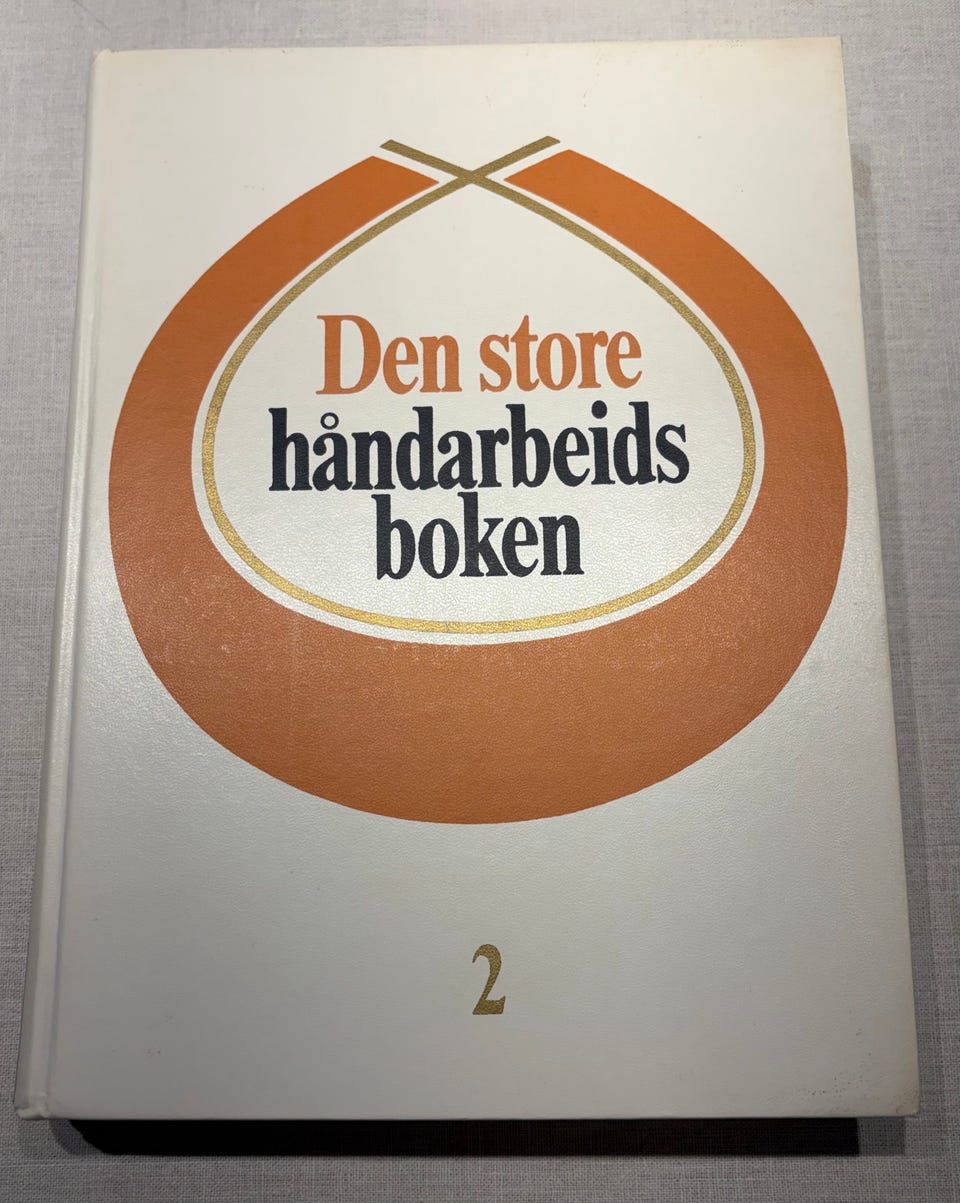 Den store
håndarbeids
boken
2